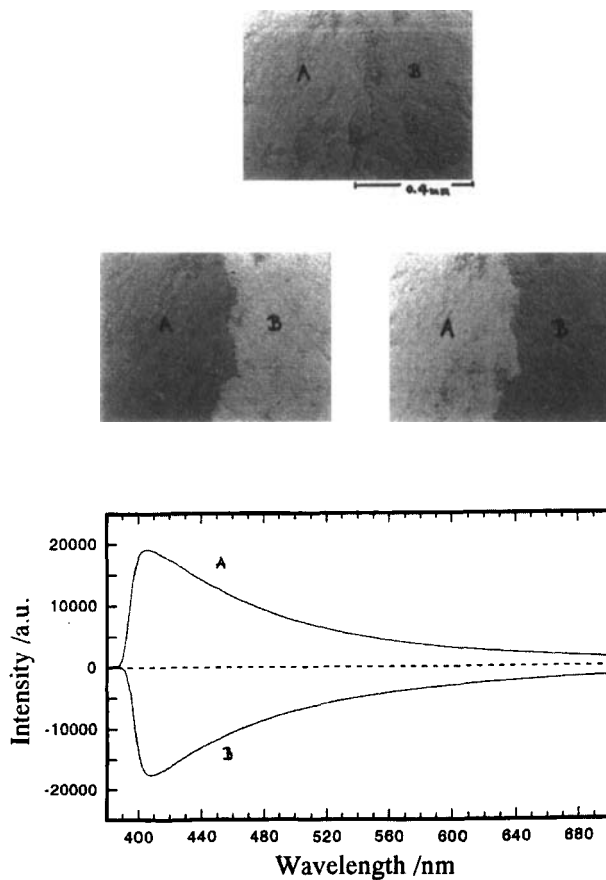 A B
0.4mm
A B
A B
20000
10000
0
-10000
-20000
Intensity /a.u.
A
B
400 440 480 520 560 600 640 680
Wavelength /nm